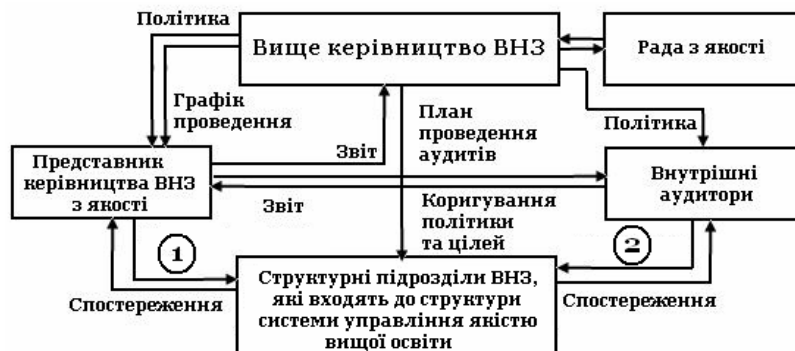 Політика
Вище керівництво ВНЗ
Рада з якості
Графік
проведення
План
проведення
аудитів
Політика
Представник
керівництва ВНЗ
з якості
Звіт
Внутрішні
аудитори
Звіт
Коригування
політики
та цілей
1
2
Спостереження
Структурні підрозділи ВНЗ,
які входять до структури
системи управління якістю
вищої освіти
Спостереження